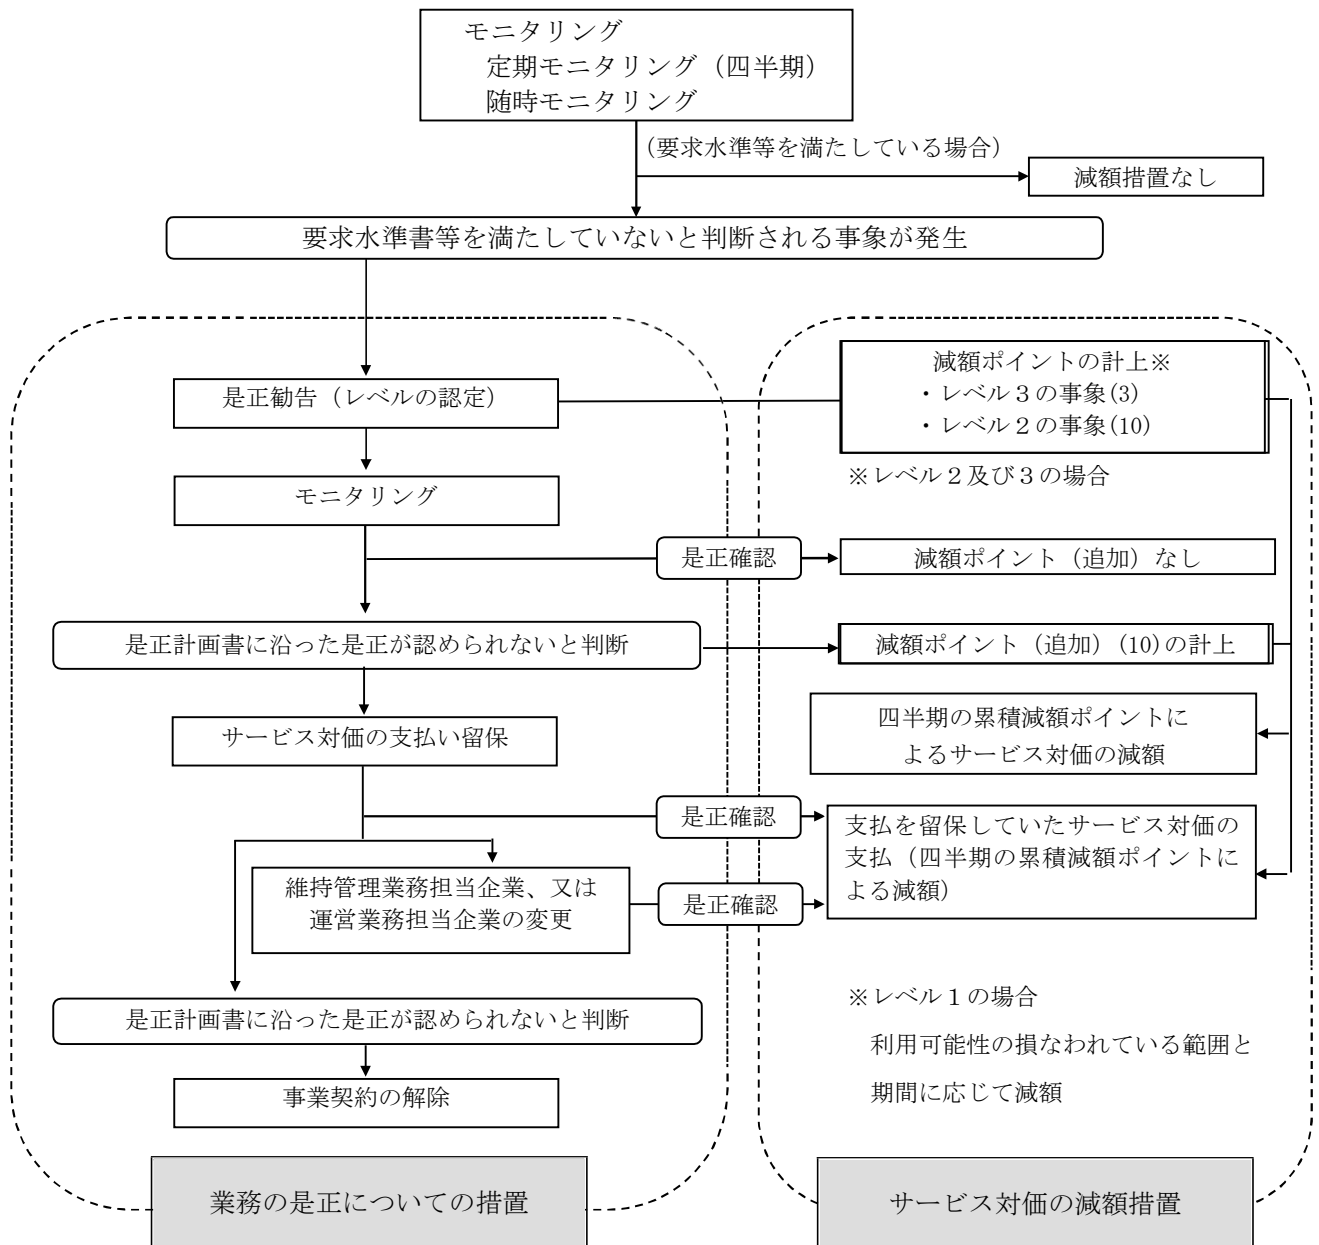 モニタリング
定期モニタリング（四半期）
随時モニタリング
（要求水準等を満たしている場合）
減額措置なし
要求水準書等を満たしていないと判断される事象が発生
是正勧告（レベルの認定）
減額ポイントの計上※
・レベル３の事象(3)
・レベル２の事象(10)
※レベル２及び３の場合
モニタリング
是正確認
減額ポイント（追加）なし
是正計画書に沿った是正が認められないと判断
減額ポイント（追加）(10)の計上
四半期の累積減額ポイントに
よるサービス対価の減額
サービス対価の支払い留保
是正確認
支払を留保していたサービス対価の
支払（四半期の累積減額ポイントに
よる減額）
維持管理業務担当企業、又は
運営業務担当企業の変更
是正確認
※レベル１の場合
利用可能性の損なわれている範囲と
期間に応じて減額
是正計画書に沿った是正が認められないと判断
事業契約の解除
業務の是正についての措置
サービス対価の減額措置